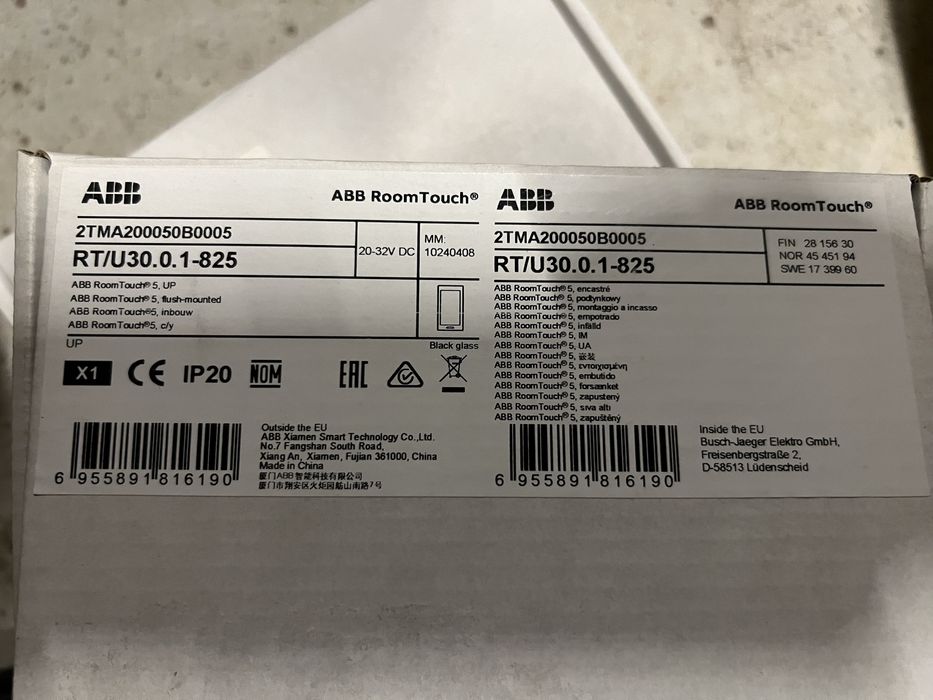 ABB
ABB RoomTouch®
2TMA200050B0005
RT/U30.0.1-825
20-32V DC
MM:
10240408
ABB RoomTouch® 5, UP
ABB RoomTouch® 5, flush-mounted
ABB RoomTouch®5, inbouw
ABB RoomTouch®5, c/y
UP
Black glass
X1
CE
IP20
NOM
EAC
Outside the EU
ABB Xiamen Smart Technology Co.,Ltd.
No.7 Fangshan South Road,
Xiang An, Xiamen, Fujian 361000, China
Made in China
厦门ABB智能科技有限公司
厦门市翔安区火炬园舫山南路7号
6 955891 816190
ABB
ABB RoomTouch®
2TMA200050B0005
RT/U30.0.1-825
FIN 28 156 30
NOR 45 451 94
SWE 17 399 60
ABB RoomTouch® 5, encastré
ABB RoomTouch® 5, podtynkowy
ABB RoomTouch® 5, montaggio a incasso
ABB RoomTouch® 5, empotrado
ABB RoomTouch® 5, infälld
ABB RoomTouch® 5, IM
ABB RoomTouch® 5, UA
ABB RoomTouch® 5, 嵌装
ABB RoomTouch® 5, εντοιχισμένη
ABB RoomTouch® 5, embutido
ABB RoomTouch® 5, forsænket
ABB RoomTouch® 5, zapustený
ABB RoomTouch® 5, sıva altı
ABB RoomTouch® 5, zapuštěný
6 955891 816190
Inside the EU
Busch-Jaeger Elektro GmbH,
Freisenbergstraße 2,
D-58513 Lüdenscheid